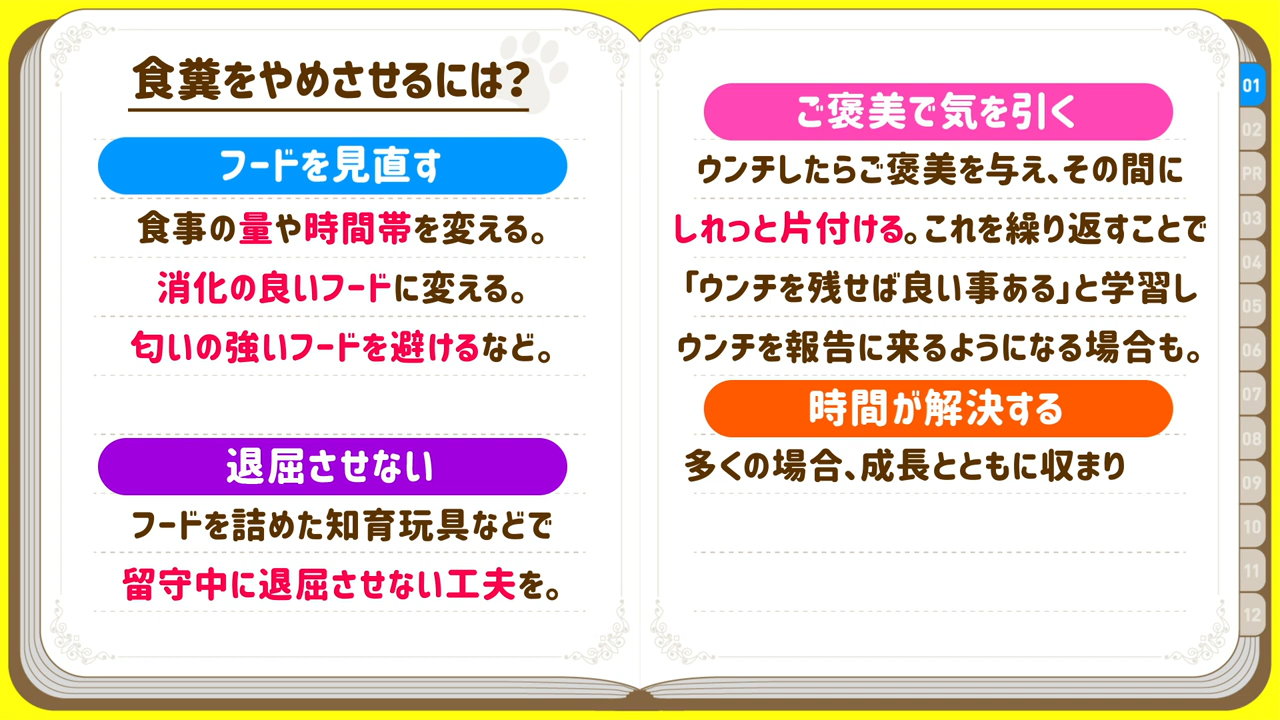 食糞をやめさせるには？
フードを見直す
食事の量や時間帯を変える。
消化の良いフードに変える。
匂いの強いフードを避けるなど。
退屈させない
フードを詰めた知育玩具などで
留守中に退屈させない工夫を。
ご褒美で気を引く
ウンチしたらご褒美を与え、その間に
しれっと片付ける。これを繰り返すことで
「ウンチを残せば良い事ある」と学習し
ウンチを報告に来るようになる場合も。
時間が解決する
多くの場合、成長とともに収まり
01
02
PR
03
04
05
06
07
08
09
10
11
12